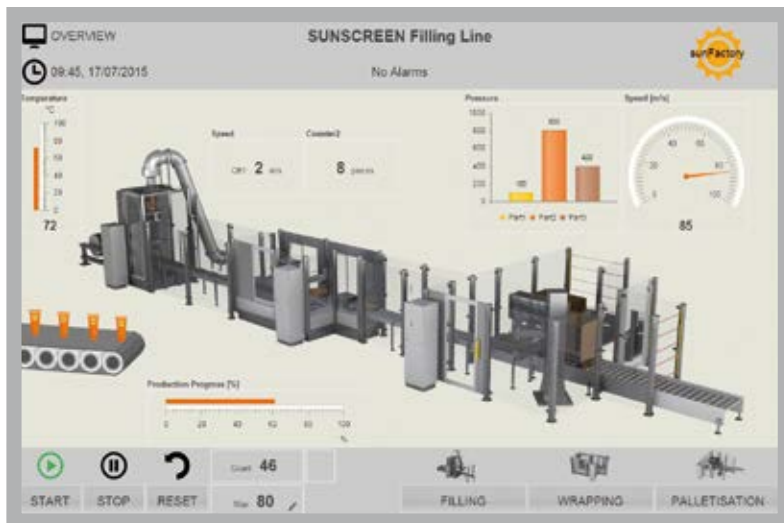 OVERVIEW
SUNSCREEN Filling Line
sunFactory
09:45, 17/07/2015
No Alarms
Temperature
°C
100
80
60
40
20
0
72
Speed
2 m/s
Counter2
8 pieces
Pressure
1000
800
600
400
200
0
100
800
400
Part1 Part2 Part3
Speed [m/s]
0
20
40
60
80
100
85
Production Progress [%]
0 20 40 60 80 100
%
Count 46
Max 80
START
STOP
RESET
FILLING
WRAPPING
PALLETISATION